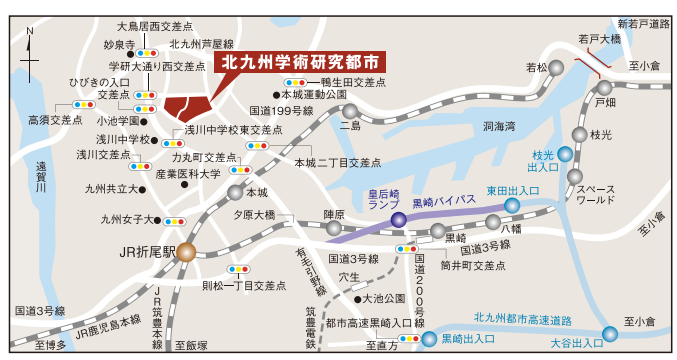 大鳥居西交差点
新若戸道路
妙泉寺
北九州芦屋線
若戸大橋
N
北九州学術研究都市
学研大通り西交差点
若松
至小倉
ひびきの入口
交差点
鴨生田交差点
本城運動公園
戸畑
国道199号線
高須交差点
小池学園
二島
洞海湾
枝光
浅川中学校東交差点
浅川中学校
浅川交差点
力丸町交差点
本城二丁目交差点
枝光
出入口
遠賀川
産業医科大学
九州共立大
本城
皇后崎
ランプ
黒崎バイパス
東田出入口
スペース
ワールド
九州女子大
夕原大橋
陣原
八幡
黒崎
至小倉
JR折尾駅
国道3号線
国道3号線
筒井町交差点
有毛引野線
穴生
国道200号線
則松一丁目交差点
大池公園
国道3号線
JR鹿児島本線
JR筑豊本線
筑豊電鉄
都市高速黒崎入口
北九州都市高速道路
至小倉
至博多
至飯塚
至直方
黒崎出入口
大谷出入口